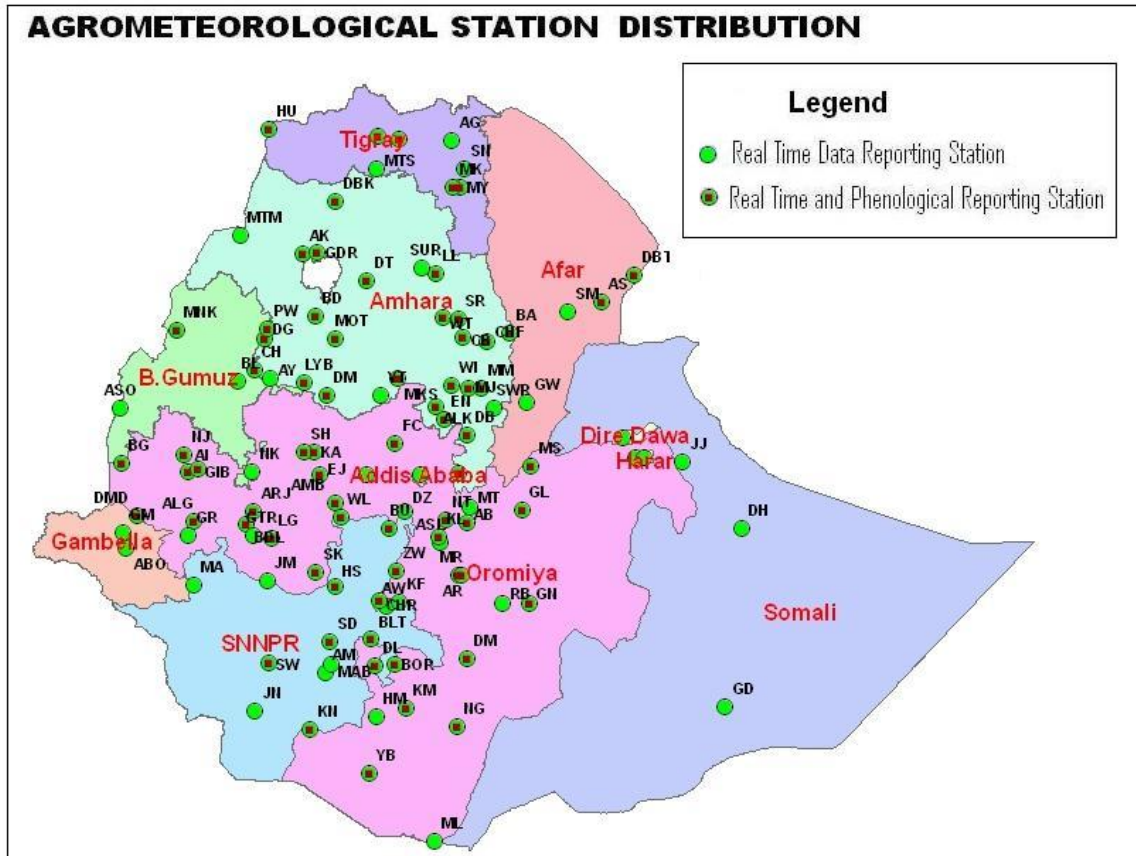 AGROMETEOROLOGICAL STATION DISTRIBUTION
Legend
Real Time Data Reporting Station
Real Time and Phenological Reporting Station
HU
AG
Tigray
SN
MTS
MK
MY
DBK
MTM
AK
GDR
SUR
LL
DT
DBT
Afar
AS
SM
SR
Amhara
BD
BA
MNK
PW
WT
DG
MOT
CH
LYB
WI
MM
B.Gumuz
AY
DM
MJ
GW
ASO
MKS
EN
SWR
ALK
DB
FC
Dire Dawa
NJ
SH
BG
AI
KA
MS
JJ
Harar
GIB
NK
EJ
Addis Ababa
AMB
DMD
ALG
ARJ
WL
DZ
NT
MT
GL
GM
GR
GTR
LG
BU
AB
DH
Gambella
ABO
MR
ZW
SK
MA
JM
HS
AR
Oromiya
KF
AW
RB
GN
Somali
SD
BLT
SNNPR
AM
DL
DM
SW
MAB
BOR
JN
HM
KM
GD
KN
NG
YB
ML